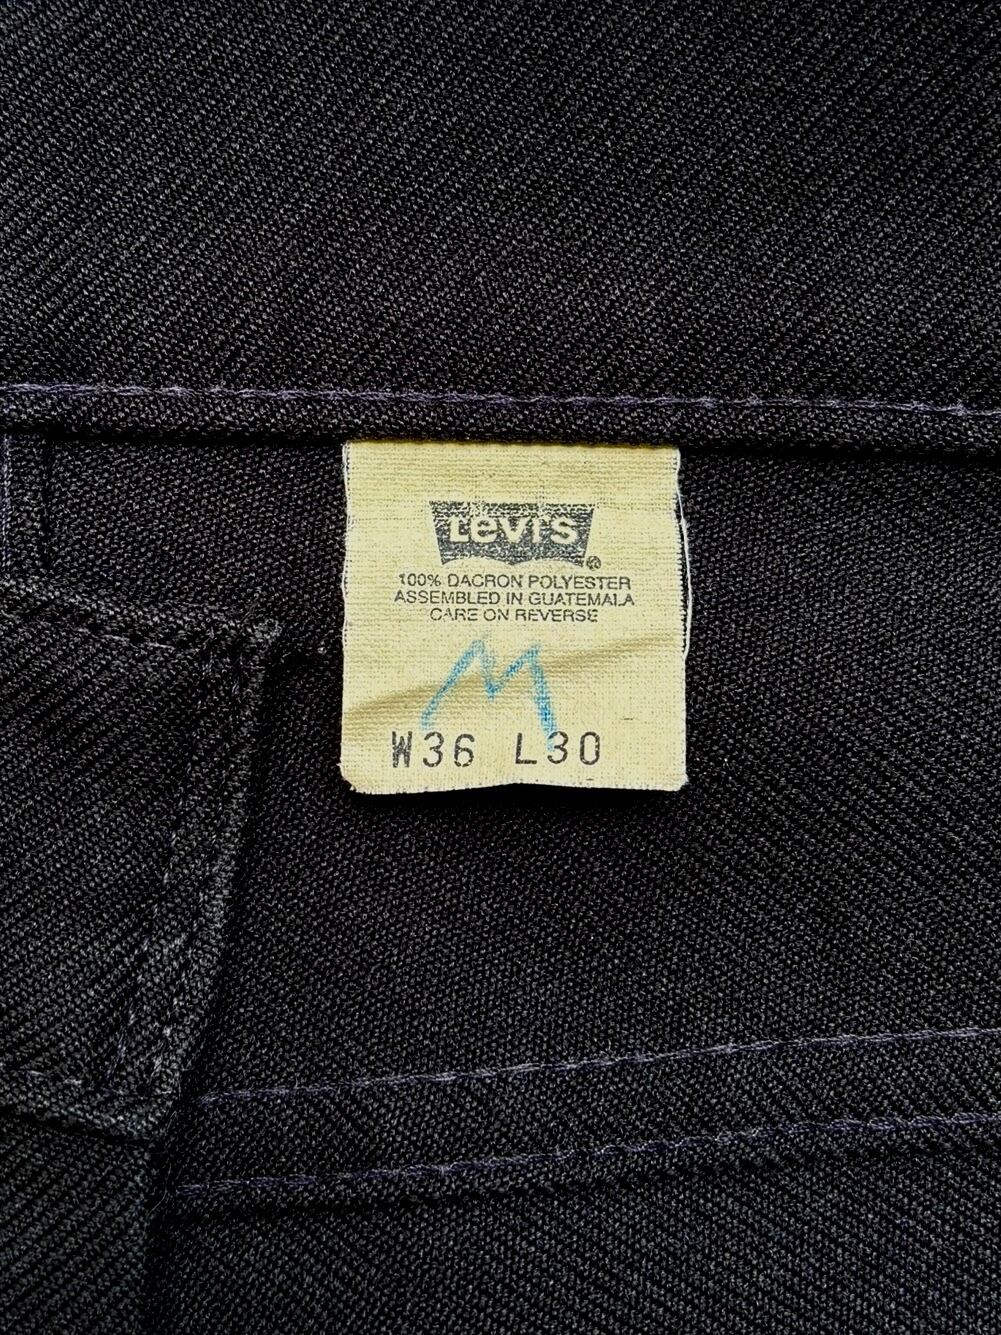 Levi's ®
100% DACRON POLYESTER
ASSEMBLED IN GUATEMALA
CARE ON REVERSE
M
W36 L30